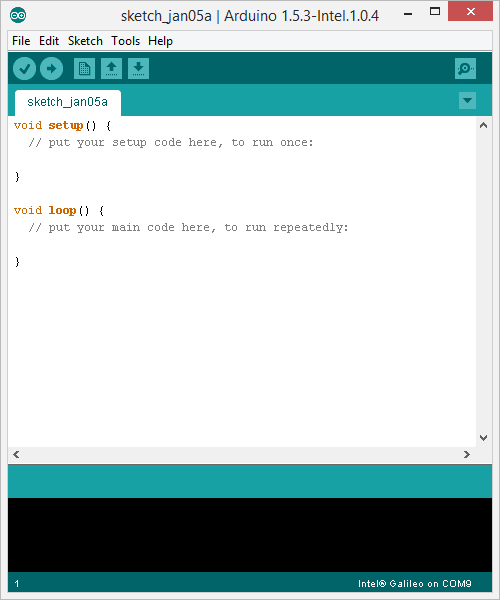 sketch_jan05a | Arduino 1.5.3-Intel.1.0.4
File Edit Sketch Tools Help
sketch_jan05a
void setup() {
  // put your setup code here, to run once:
}
void loop() {
  // put your main code here, to run repeatedly:
}
1 Intel® Galileo on COM9